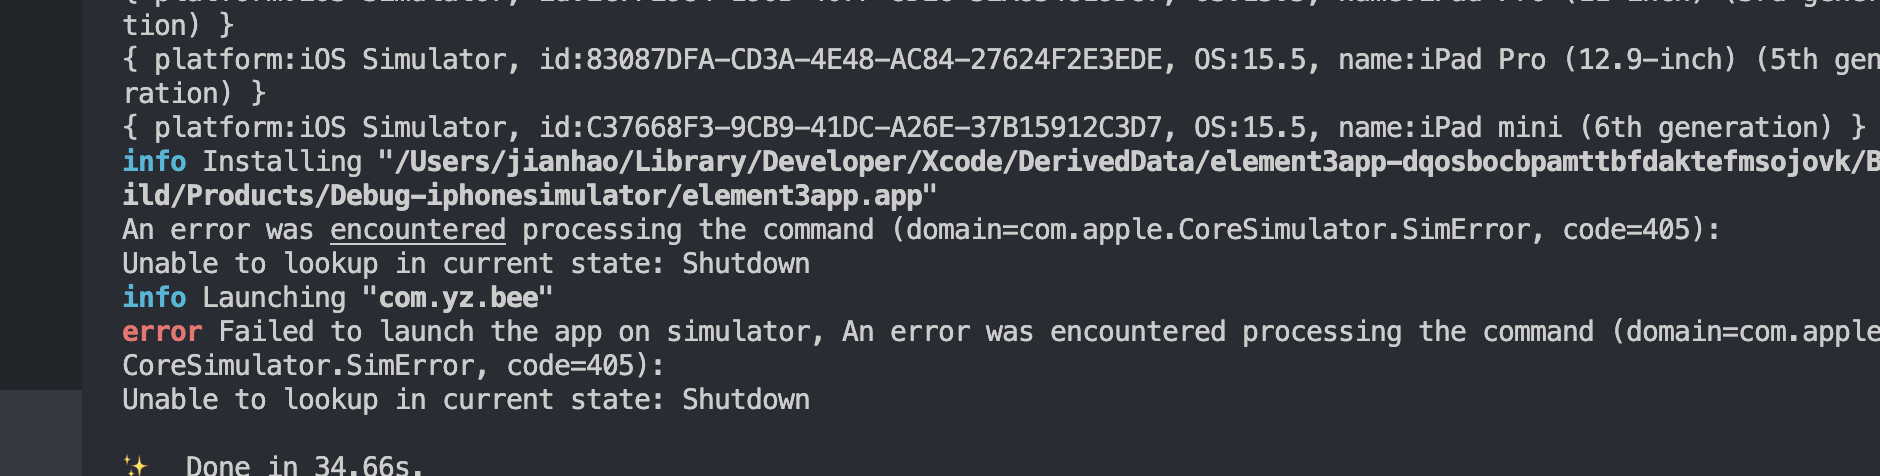 tion) }
{ platform:iOS Simulator, id:83087DFA-CD3A-4E48-AC84-27624F2E3EDE, OS:15.5, name:iPad Pro (12.9-inch) (5th gen
ration) }
{ platform:iOS Simulator, id:C37668F3-9CB9-41DC-A26E-37B15912C3D7, OS:15.5, name:iPad mini (6th generation) }
info Installing "/Users/jianhao/Library/Developer/Xcode/DerivedData/element3app-dqosbocbpamttbfdaktefmsojovk/B
ild/Products/Debug-iphonesimulator/element3app.app"
An error was encountered processing the command (domain=com.apple.CoreSimulator.SimError, code=405):
Unable to lookup in current state: Shutdown
info Launching "com.yz.bee"
error Failed to launch the app on simulator, An error was encountered processing the command (domain=com.apple
CoreSimulator.SimError, code=405):
Unable to lookup in current state: Shutdown
✨ Done in 34.66s.